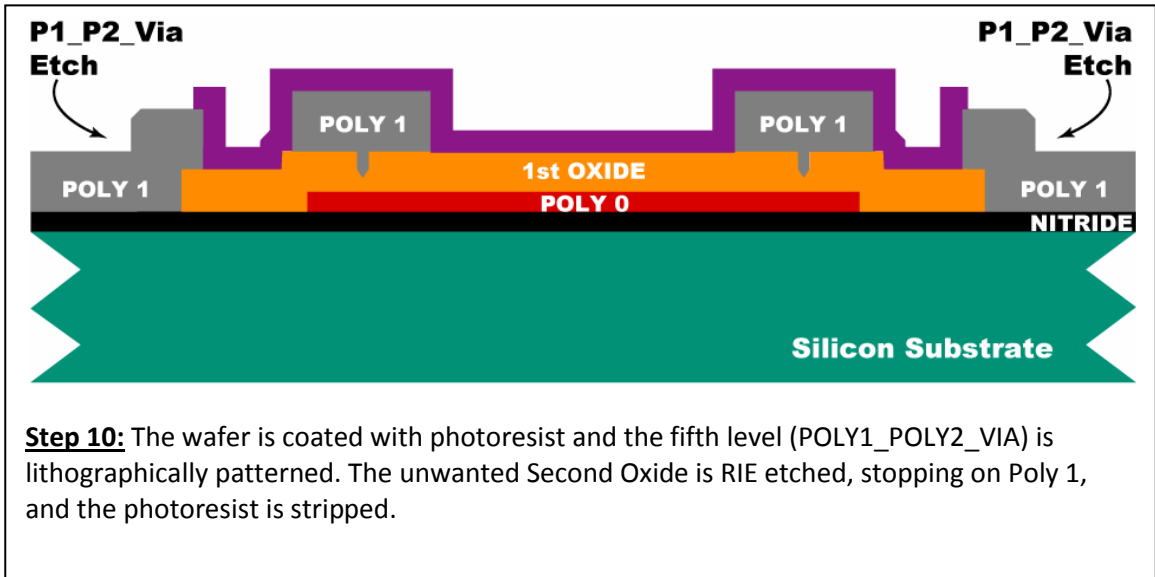 P1_P2_Via
Etch
P1_P2_Via
Etch
POLY 1
POLY 1
1st OXIDE
POLY 1
POLY 1
POLY 0
NITRIDE
Silicon Substrate
Step 10: The wafer is coated with photoresist and the fifth level (POLY1_POLY2_VIA) is
lithographically patterned. The unwanted Second Oxide is RIE etched, stopping on Poly 1,
and the photoresist is stripped.